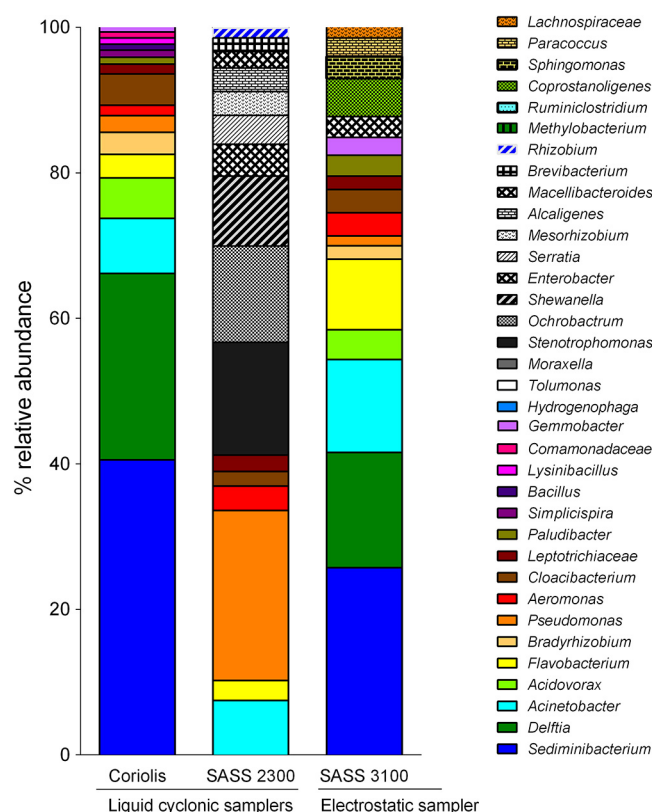 100
80
60
40
20
0
% relative abundance
Coriolis
SASS 2300
SASS 3100
Liquid cyclonic samplers
Electrostatic sampler
Lachnospiraceae
Paracoccus
Sphingomonas
Coprostanoligenes
Ruminiclostridium
Methylobacterium
Rhizobium
Brevibacterium
Macellibacteroides
Alcaligenes
Mesorhizobium
Serratia
Enterobacter
Shewanella
Ochrobactrum
Stenotrophomonas
Moraxella
Tolumonas
Hydrogenophaga
Gemmobacter
Comamonadaceae
Lysinibacillus
Bacillus
Simplicispira
Paludibacter
Leptotrichiaceae
Cloacibacterium
Aeromonas
Pseudomonas
Bradyrhizobium
Flavobacterium
Acidovorax
Acinetobacter
Delftia
Sediminibacterium